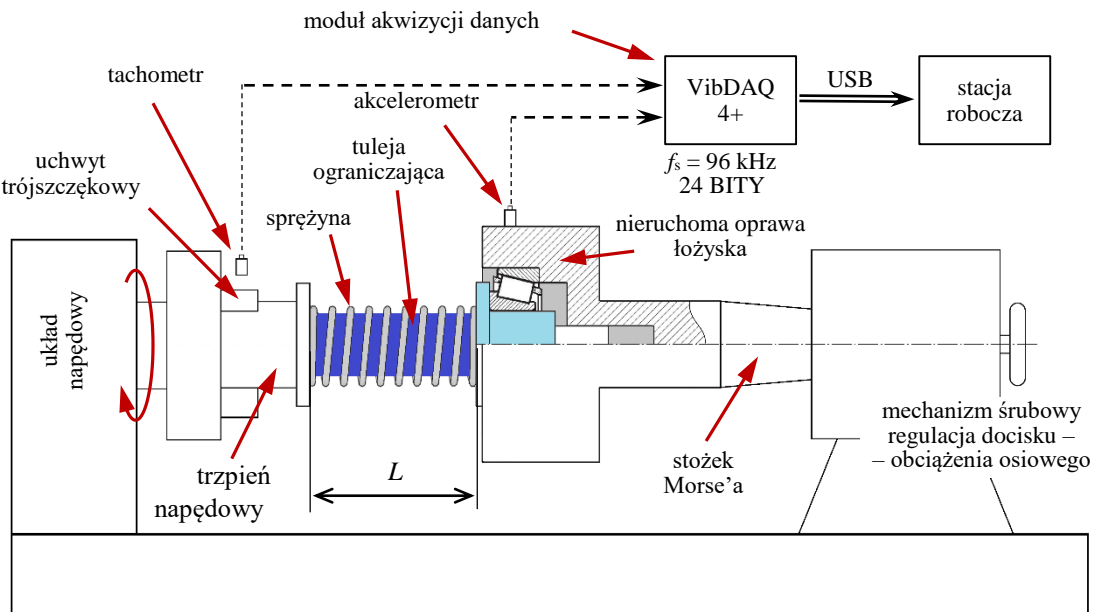 moduł akwizycji danych
tachometr
akcelerometr
VibDAQ
4+
USB
stacja
robocza
uchwyt
trójszczękowy
tuleja
ograniczająca
sprężyna
fs = 96 kHz
24 BITY
nieruchoma oprawa
łożyska
układ
napędowy
trzpień
napędowy
L
stożek
Morse’a
mechanizm śrubowy
regulacja docisku –
– obciążenia osiowego